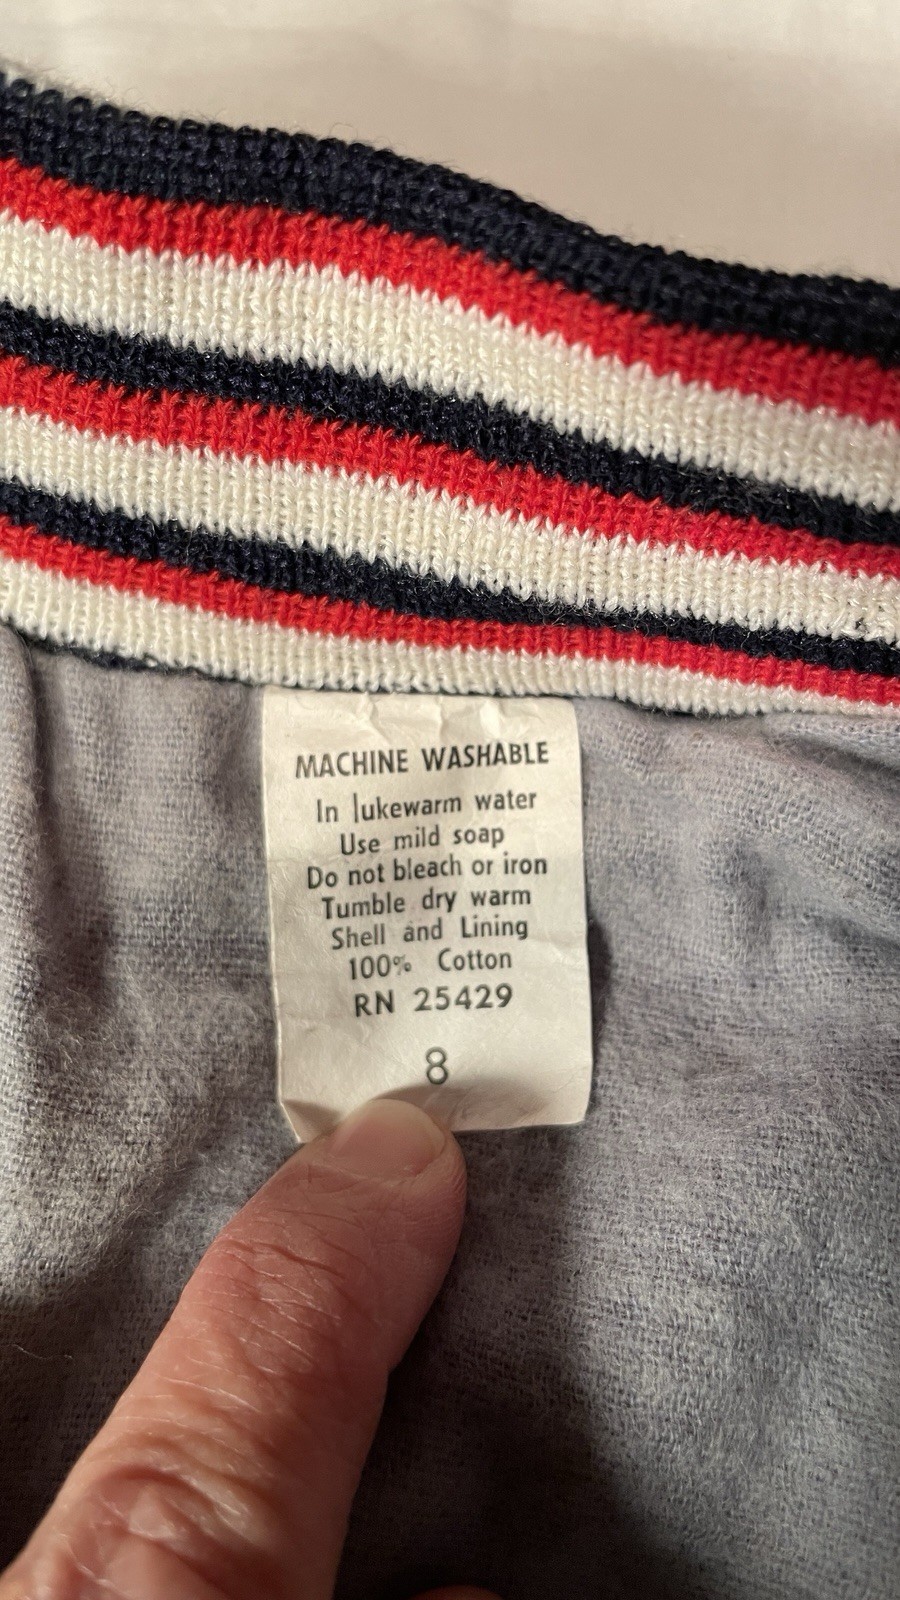 MACHINE WASHABLE
In lukewarm water
Use mild soap
Do not bleach or iron
Tumble dry warm
Shell and Lining
100% Cotton
RN 25429
8